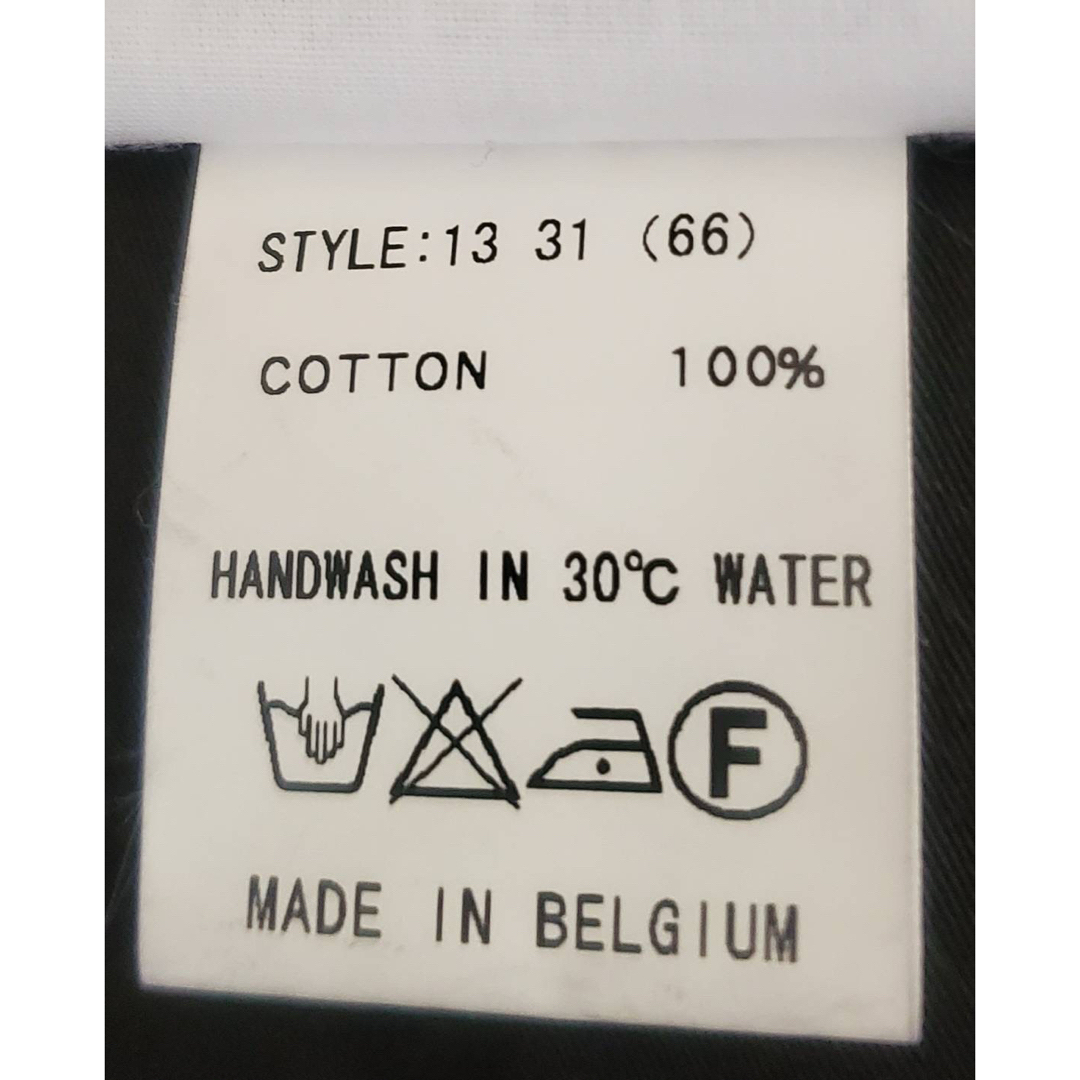 STYLE:13 31 (66)
COTTON 100%
HANDWASH IN 30℃ WATER
F
MADE IN BELGIUM